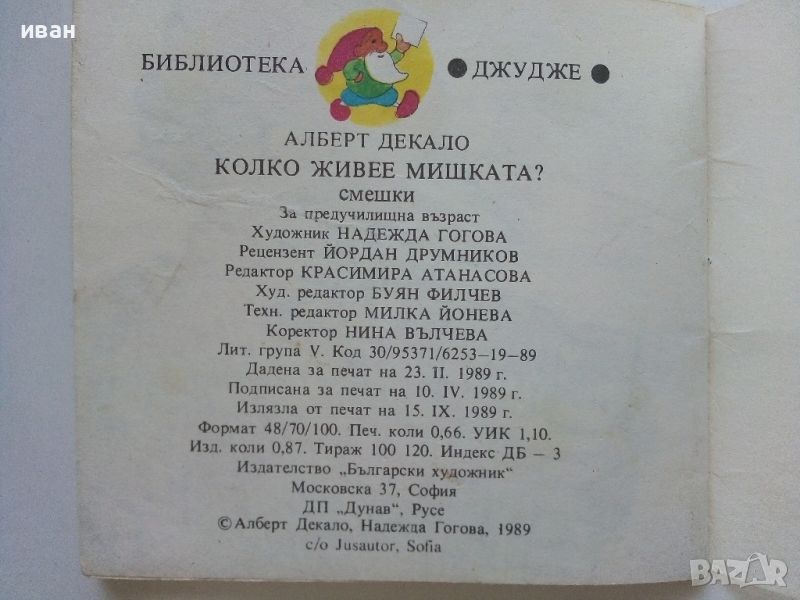 иван
БИБЛИОТЕКА ● ДЖУДЖЕ ●
АЛБЕРТ ДЕКАЛО
КОЛКО ЖИВЕЕ МИШКАТА?
смешки
За предучилищна възраст
Художник НАДЕЖДА ГОГОВА
Рецензент ЙОРДАН ДРУМНИКОВ
Редактор КРАСИМИРА АТАНАСОВА
Худ. редактор БУЯН ФИЛЧЕВ
Техн. редактор МИЛКА ЙОНЕВА
Коректор НИНА ВЪЛЧЕВА
Лит. група V. Код 30/95371/6253—19—89
Дадена за печат на 23. II. 1989 г.
Подписана за печат на 10. IV. 1989 г.
Излязла от печат на 15. IX. 1989 г.
Формат 48/70/100. Печ. коли 0,66. УИК 1,10.
Изд. коли 0,87. Тираж 100 120. Индекс ДБ — 3
Издателство „Български художник“
Московска 37, София
ДП „Дунав“, Русе
©Алберт Декало, Надежда Гогова, 1989
c/o Jusautor, Sofia
BAZAR